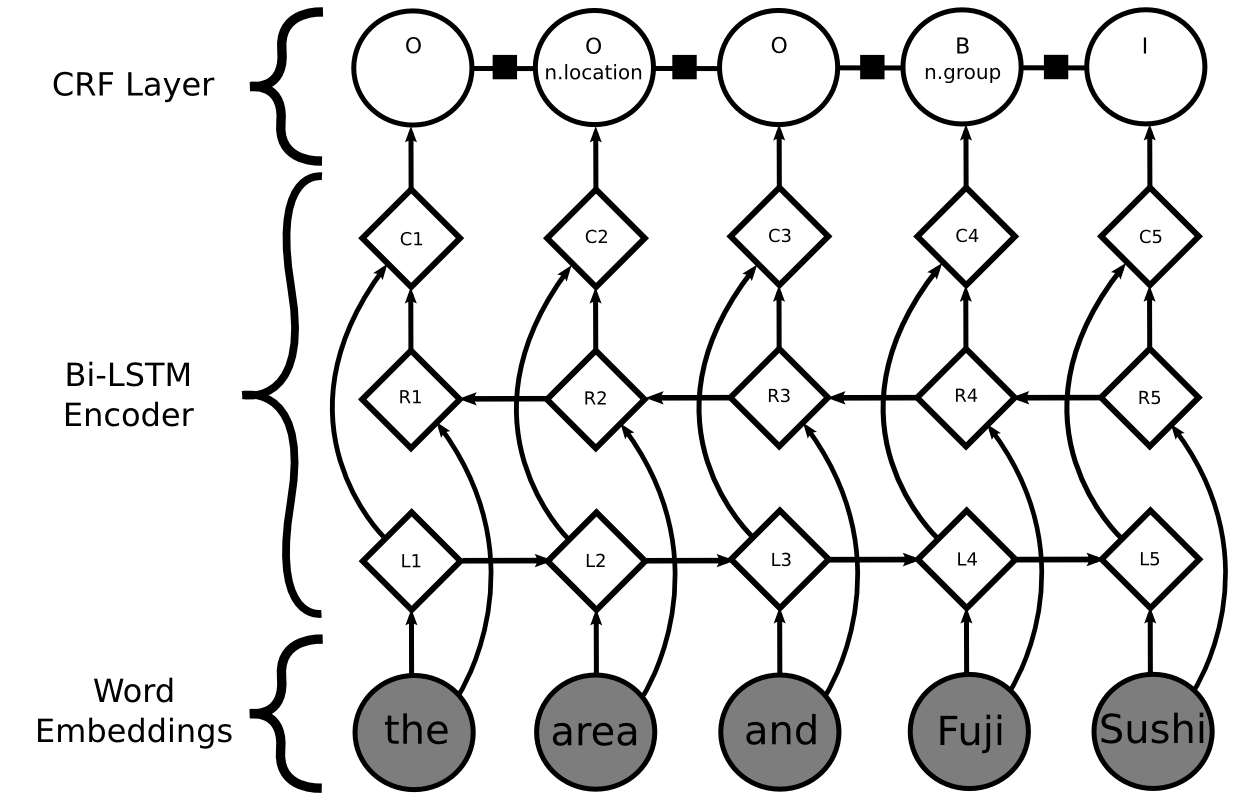 CRF Layer
O
O
n.location
O
B
n.group
I
C1
C2
C3
C4
C5
Bi-LSTM
Encoder
R1
R2
R3
R4
R5
L1
L2
L3
L4
L5
Word
Embeddings
the
area
and
Fuji
Sushi